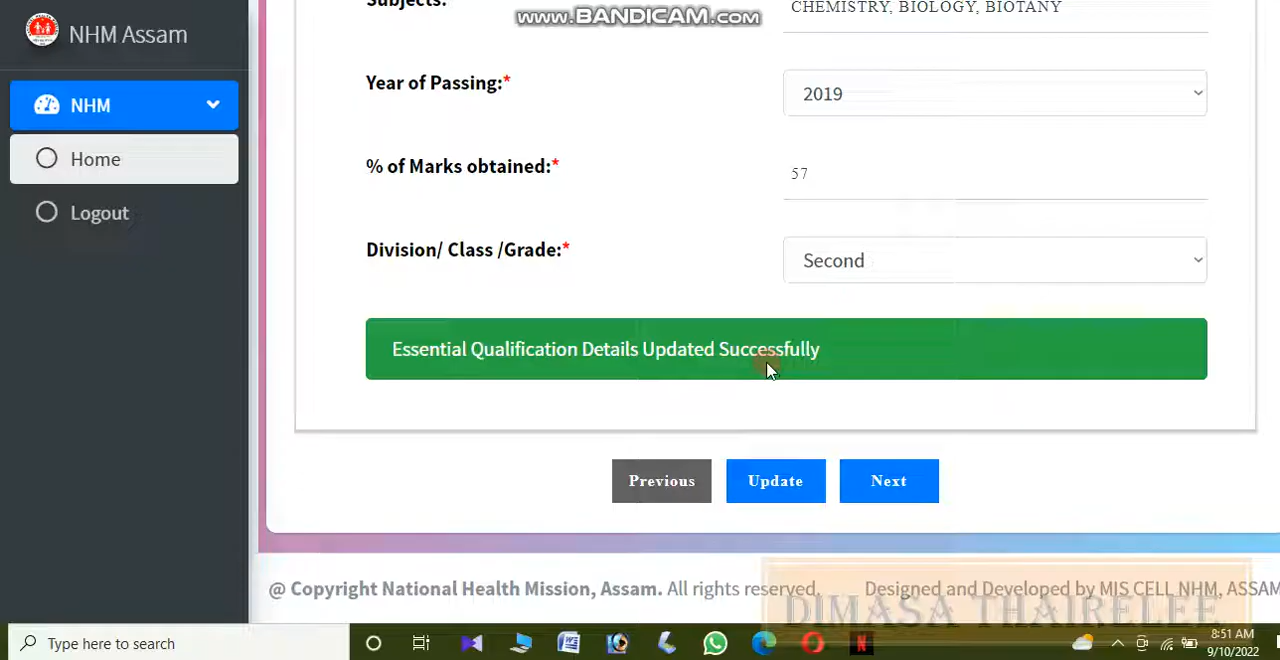 Subjects:
CHEMISTRY, BIOLOGY, BIOTANY
www.BANDICAM.com
NHM Assam
NHM
Home
Logout
Year of Passing:*
2019
% of Marks obtained:*
57
Division/ Class /Grade:*
Second
Essential Qualification Details Updated Successfully
Previous
Update
Next
@ Copyright National Health Mission, Assam. All rights reserved.
Designed and Developed by MIS CELL NHM, ASSAM
DIMASA THAIRELEE
Type here to search
8:51 AM
9/10/2022